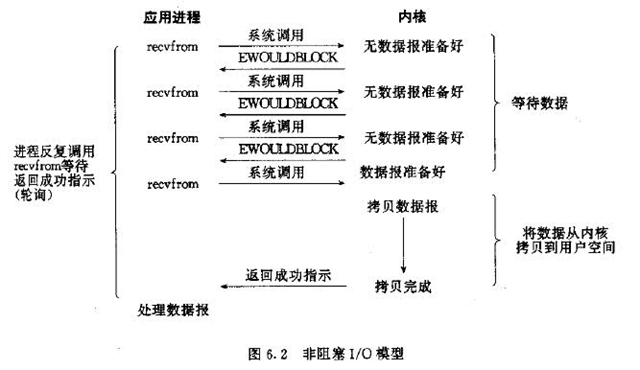 应用进程 内核
recvfrom 系统调用 无数据报准备好
EWOULDBLOCK
recvfrom 系统调用 无数据报准备好
EWOULDBLOCK
等待数据
recvfrom 系统调用 无数据报准备好
EWOULDBLOCK
进程反复调用
recvfrom等待
返回成功指示
(轮询)
recvfrom 系统调用 数据报准备好
拷贝数据报
将数据从内核
拷贝到用户空间
返回成功指示 拷贝完成
处理数据报
图 6.2 非阻塞 I/O 模型